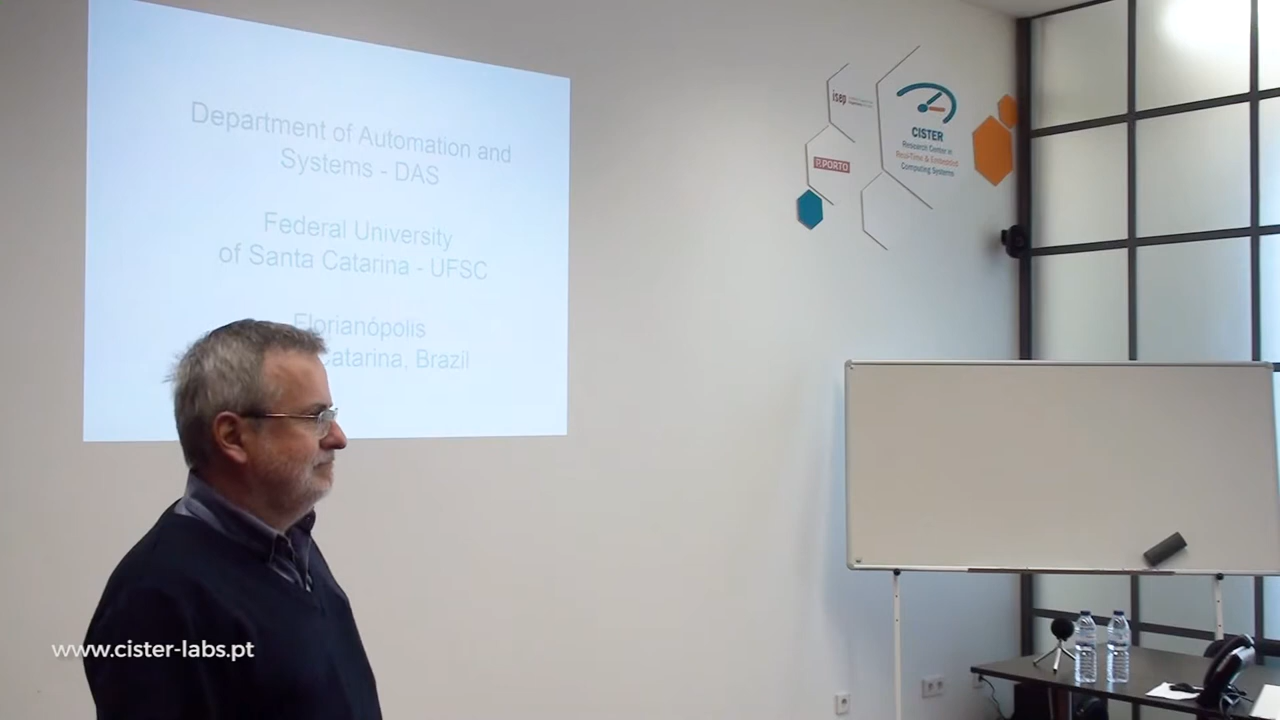 Department of Automation and
Systems - DAS
Federal University
of Santa Catarina - UFSC
Florianópolis
Catarina, Brazil
isep
P.PORTO
CISTER
Research Center in
Real-Time & Embedded
Computing Systems
www.cister-labs.pt